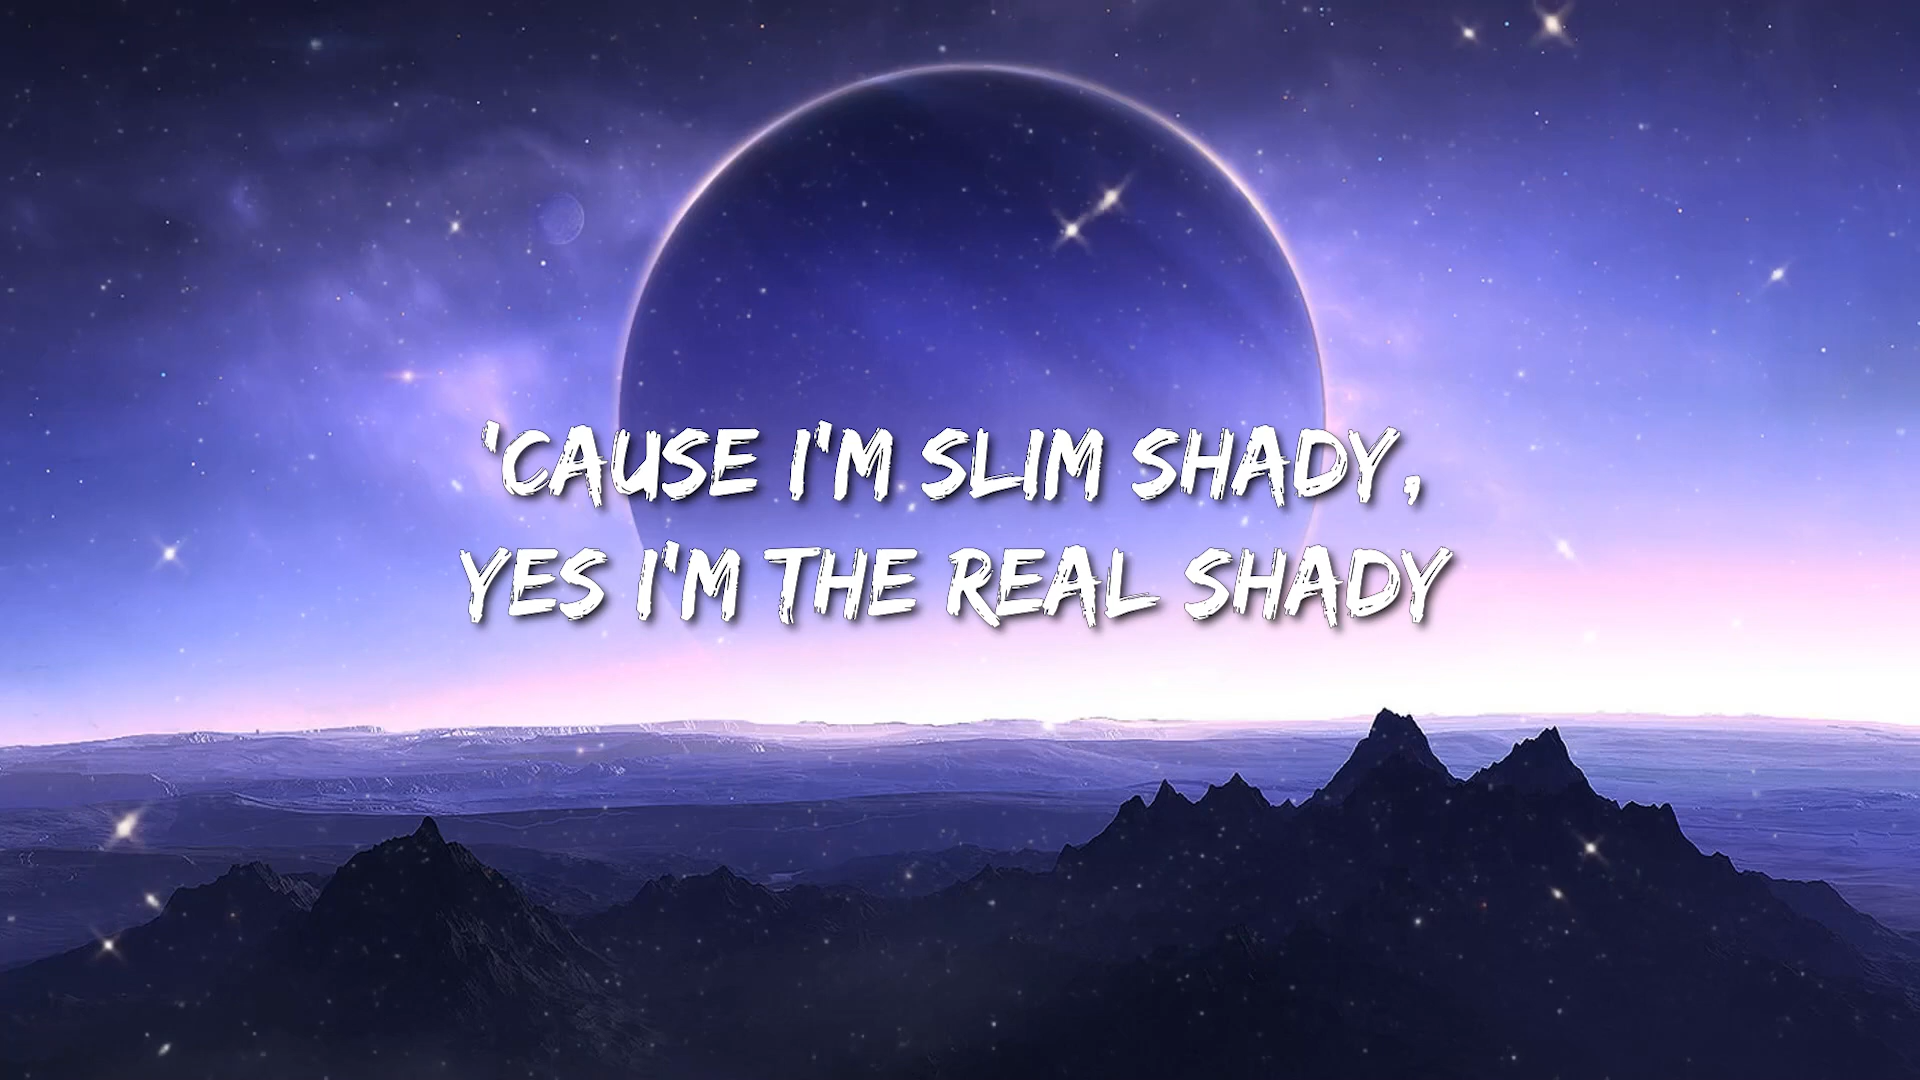 'CAUSE I'M SLIM SHADY,
YES I'M THE REAL SHADY